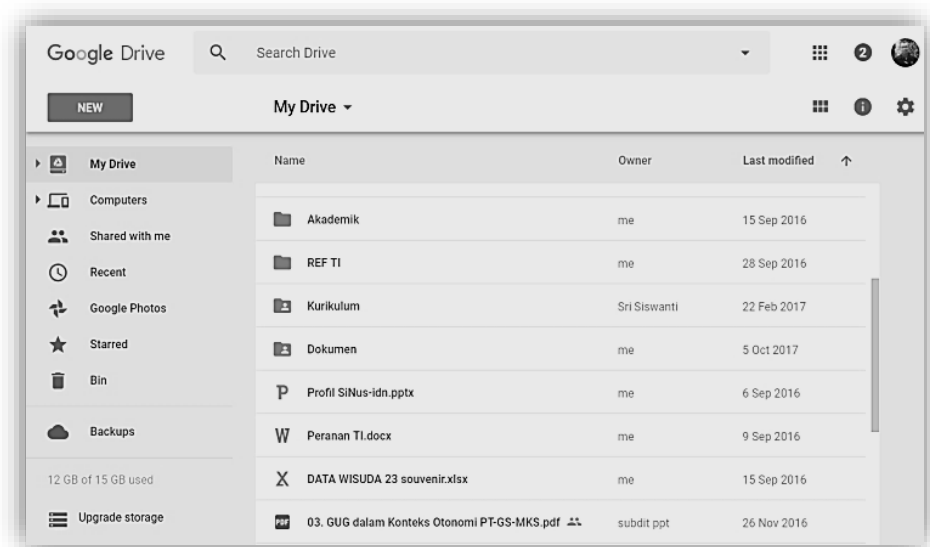 Google Drive Search Drive 2
NEW My Drive
My Drive
Computers
Shared with me
Recent
Google Photos
Starred
Bin
Backups
12 GB of 15 GB used
Upgrade storage
Name Owner Last modified
Akademik me 15 Sep 2016
REF TI me 28 Sep 2016
Kurikulum Sri Siswanti 22 Feb 2017
Dokumen me 5 Oct 2017
P Profil SiNus-idn.pptx me 6 Sep 2016
W Peranan TI.docx me 9 Sep 2016
X DATA WISUDA 23 souvenir.xlsx me 15 Sep 2016
PDF 03. GUG dalam Konteks Otonomi PT-GS-MKS.pdf subdit ppt 26 Nov 2016